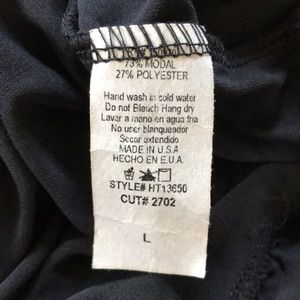 73% MODAL
27% POLYESTER
Hand wash in cold water
Do not Bleach Hang dry
Lavar a mano en agua fria
No user blanqueador
Secar extendido
MADE IN U.S.A
HECHO EN E.U.A.
STYLE# HT13650
CUT# 2702
L